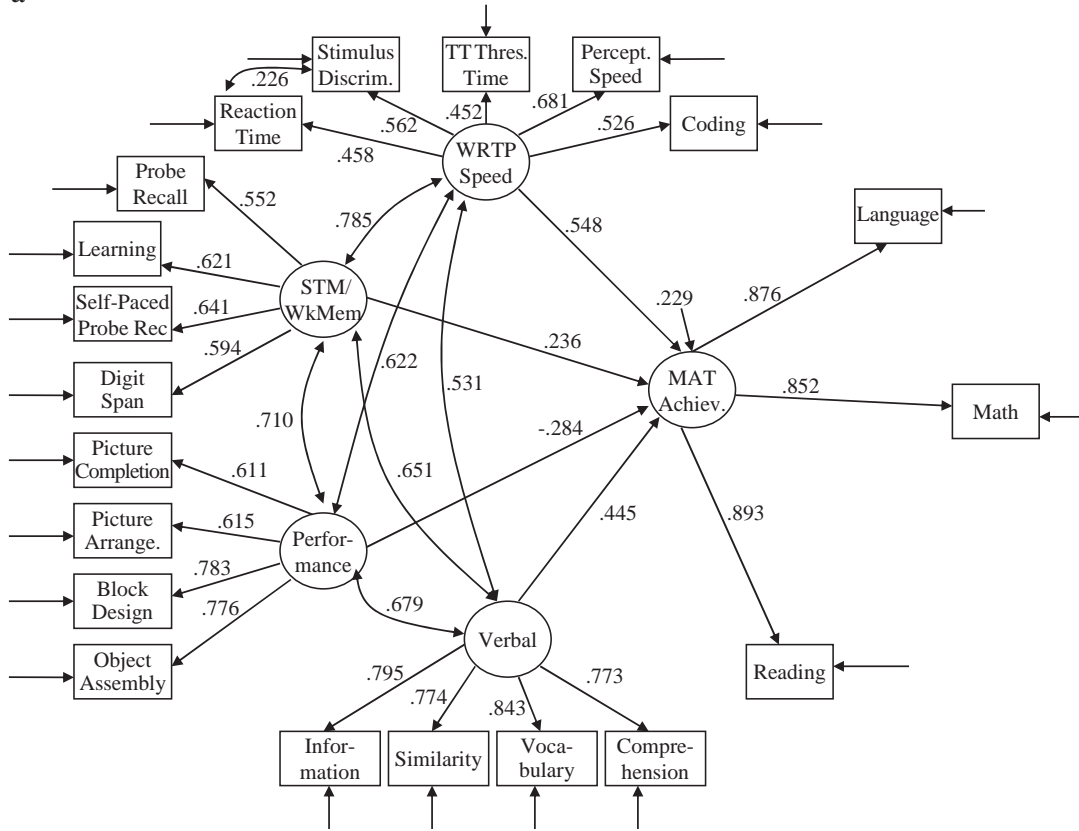 a
Stimulus
Discrim.
TT Thres.
Time
Percept.
Speed
.226
Reaction
Time
.562
.452
.681
.526
Coding
.458
WRTP
Speed
Probe
Recall
.552
.785
.548
Language
Learning
.621
STM/
WkMem
.229
.876
Self-Paced
Probe Rec
.641
.594
.236
.622
.531
MAT
Achiev.
.852
Math
Digit
Span
.710
-.284
Picture
Completion
.611
.651
.445
.893
Picture
Arrange.
.615
Perfor-
mance
Block
Design
.783
.776
.679
Verbal
Object
Assembly
.795
.774
.843
.773
Reading
Infor-
mation
Similarity
Voca-
bulary
Compre-
hension